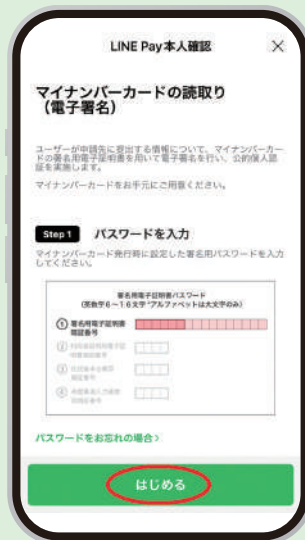 LINE Pay本人確認
マイナンバーカードの読取り
（電子署名）
ユーザーが申請先に提出する情報について、マイナンバーカー
ドの署名用電子証明書を用いて電子署名を行い、公的個人認
証を実施します。
マイナンバーカードをお手元にご用意ください。
Step 1 パスワードを入力
マイナンバーカード発行時に設定した署名用パスワードを入力
してください。
署名用電子証明書パスワード
（英数字6～16文字 *アルファベットは大文字のみ）
① 署名用電子証明書
暗証番号
②
③
④
パスワードをお忘れの場合＞
はじめる